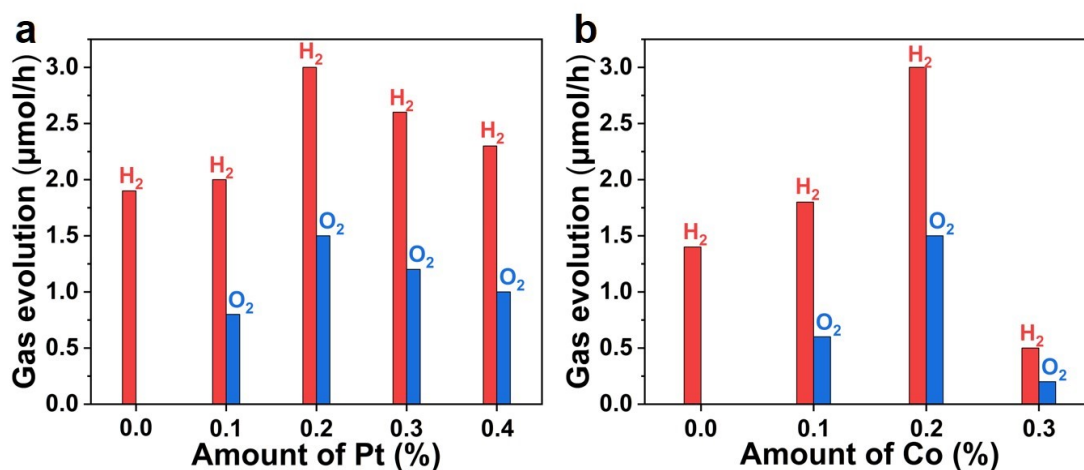 a
Gas evolution (μmol/h)
3.0
2.5
2.0
1.5
1.0
0.5
0.0
H₂
H₂
O₂
H₂
O₂
H₂
O₂
H₂
O₂
0.0 0.1 0.2 0.3 0.4
Amount of Pt (%)
b
Gas evolution (μmol/h)
3.0
2.5
2.0
1.5
1.0
0.5
0.0
H₂
H₂
O₂
H₂
O₂
H₂
O₂
0.0 0.1 0.2 0.3
Amount of Co (%)